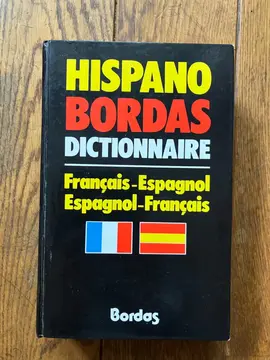 HISPANO
BORDAS
DICTIONNAIRE
Français-Espagnol
Espagnol-Français
Bordas